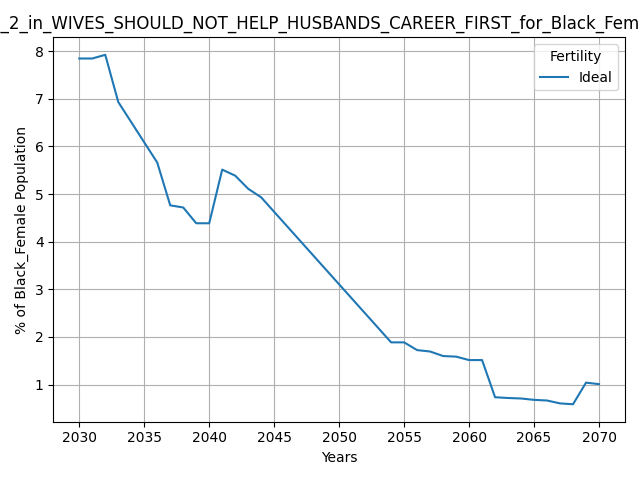 _2_in_WIVES_SHOULD_NOT_HELP_HUSBANDS_CAREER_FIRST_for_Black_Fem
Fertility
Ideal
% of Black_Female Population
8
7
6
5
4
3
2
1
2030 2035 2040 2045 2050 2055 2060 2065 2070
Years